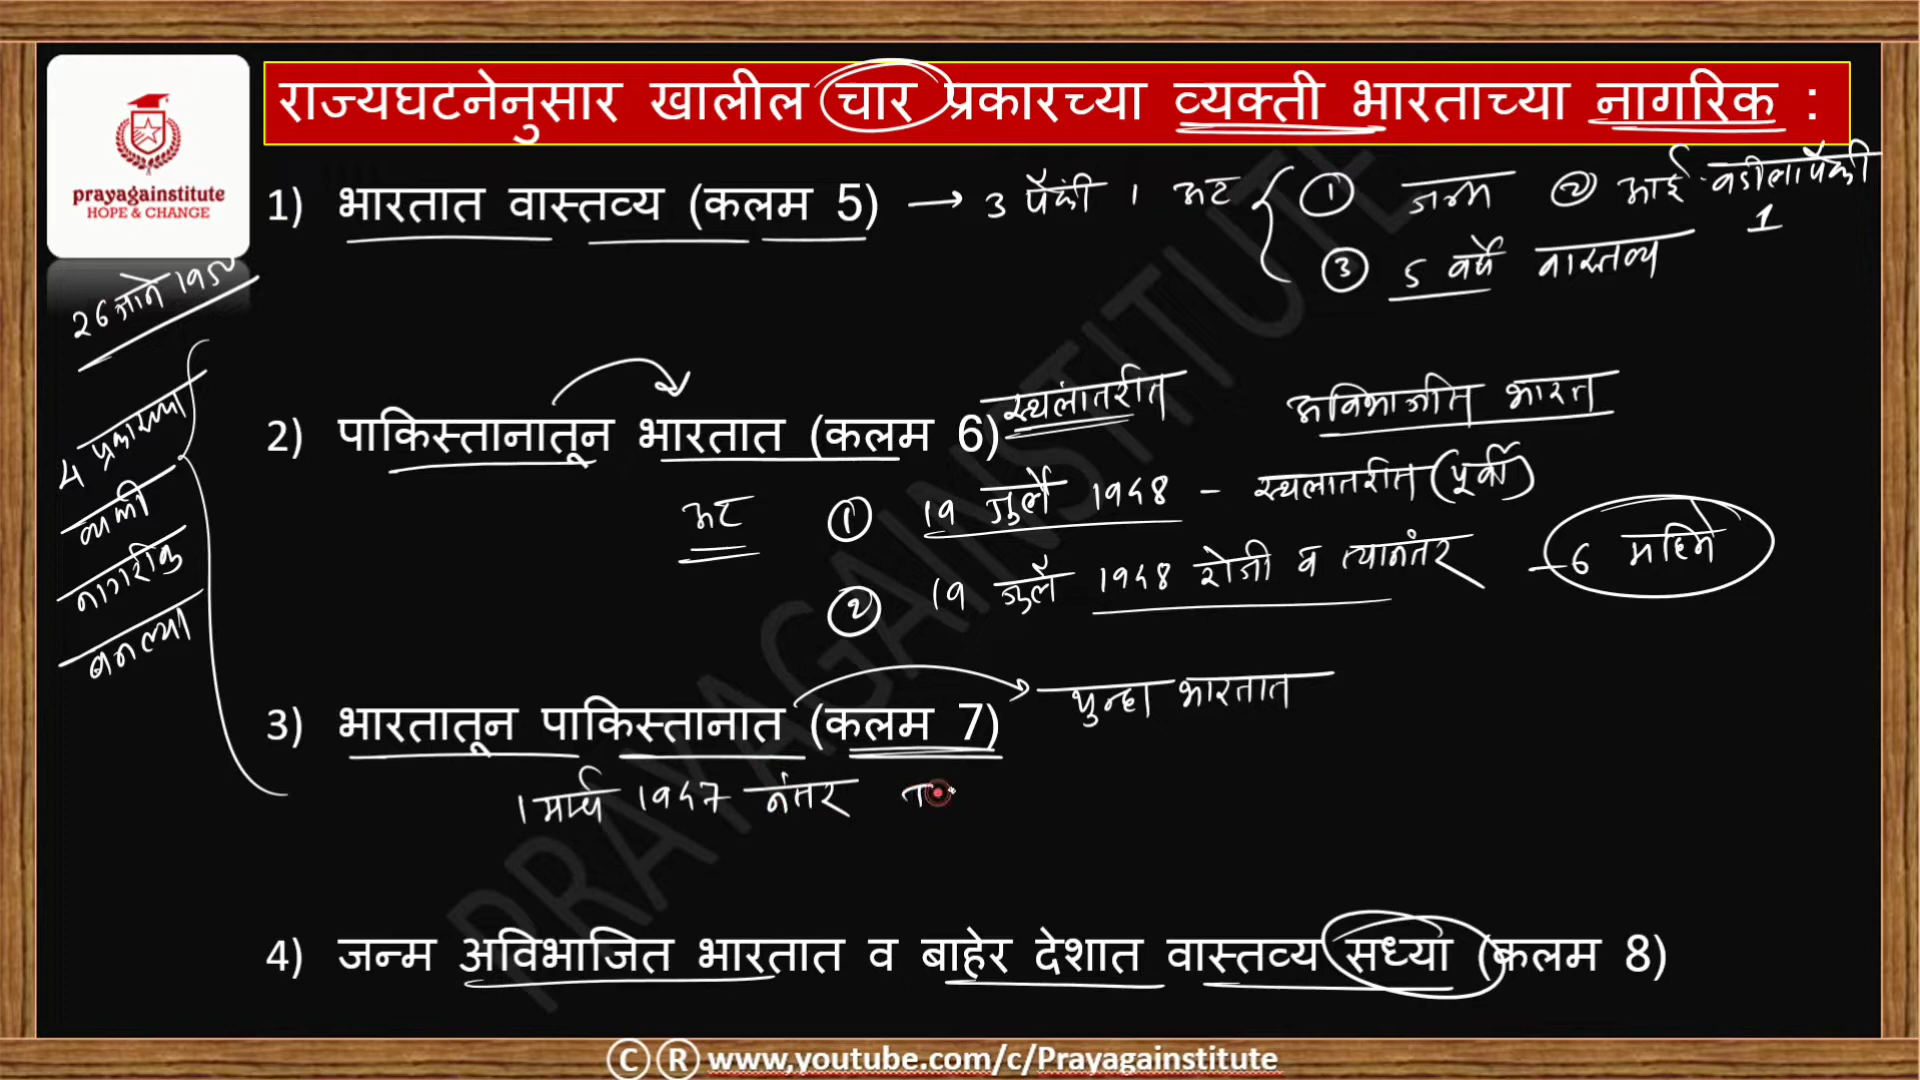 राज्यघटनेनुसार खालील चार प्रकारच्या व्यक्ती भारताच्या नागरिक :
prayagainstitute
HOPE & CHANGE
1) भारतात वास्तव्य (कलम 5) → 3 पैकी 1 अट { ① जन्म ② आई-वडीलांपैकी 1
③ 5 वर्षे वास्तव्य
26 जाने 1950
4 प्रकारच्या
व्यक्ती
नागरीक
बनल्या
2) पाकिस्तानातून भारतात (कलम 6) स्थलांतरीत अविभाजीत भारत
अट ① 19 जुलै 1948 - स्थलांतरीत (पूर्वी)
② 19 जुलै 1948 रोजी व त्यानंतर - 6 महिने
3) भारतातून पाकिस्तानात (कलम 7) → पुन्हा भारतात
1 मार्च 1947 नंतर
4) जन्म अविभाजित भारतात व बाहेर देशात वास्तव्य सध्या (कलम 8)
PRAYAGAINSTITUTE
Ⓒ Ⓡ www.youtube.com/c/Prayagainstitute